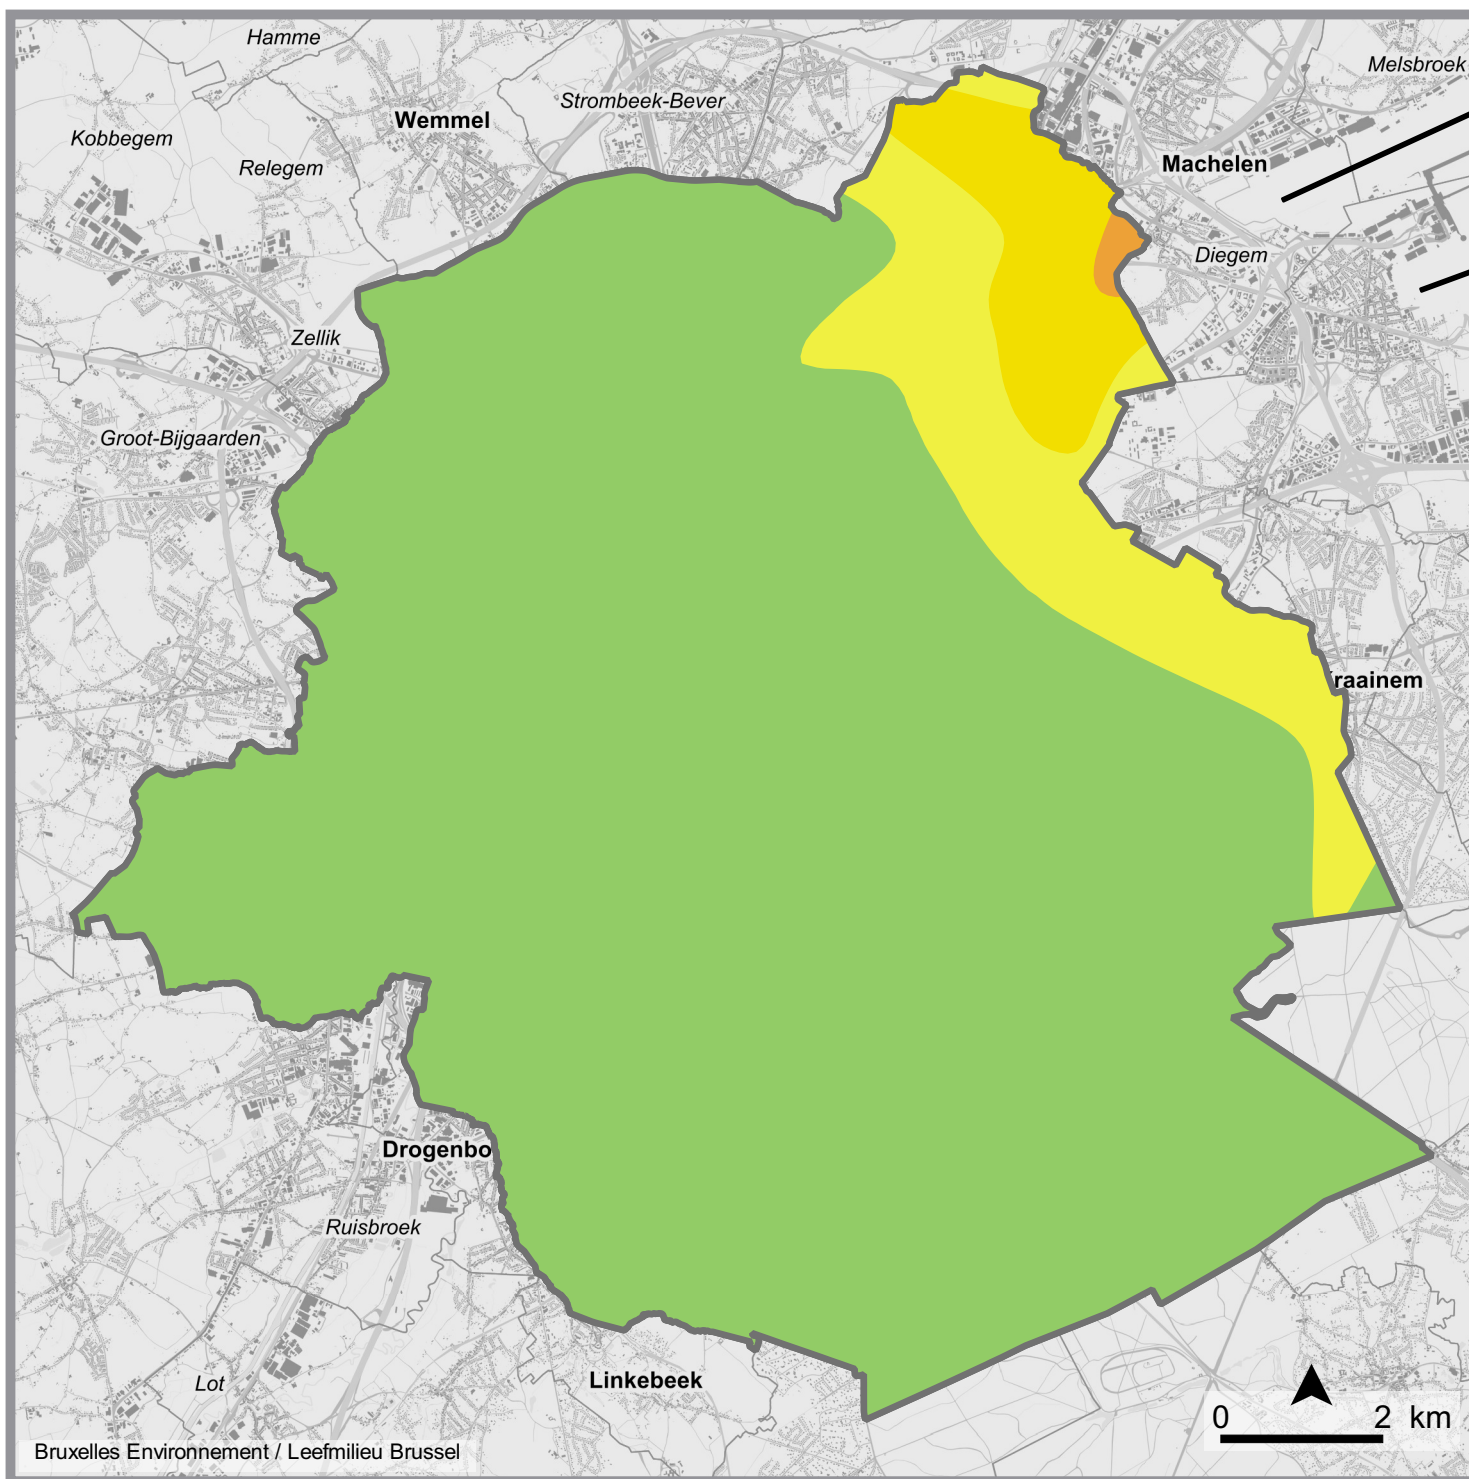 Hamme
Melsbroek
Strombeek-Bever
Wemmel
Kobbegem
Relegem
Machelen
Diegem
Zellik
Groot-Bijgaarden
raainem
Drogenbo
Ruisbroek
Linkebeek
Lot
0 2 km
Bruxelles Environnement / Leefmilieu Brussel